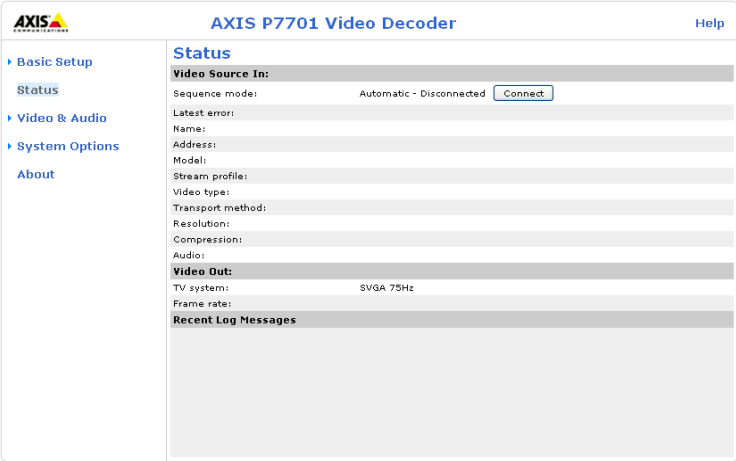 AXIS
COMMUNICATIONS
AXIS P7701 Video Decoder
Help
Basic Setup
Status
Video & Audio
System Options
About
Status
Video Source In:
Sequence mode: Automatic - Disconnected Connect
Latest error:
Name:
Address:
Model:
Stream profile:
Video type:
Transport method:
Resolution:
Compression:
Audio:
Video Out:
TV system: SVGA 75Hz
Frame rate:
Recent Log Messages